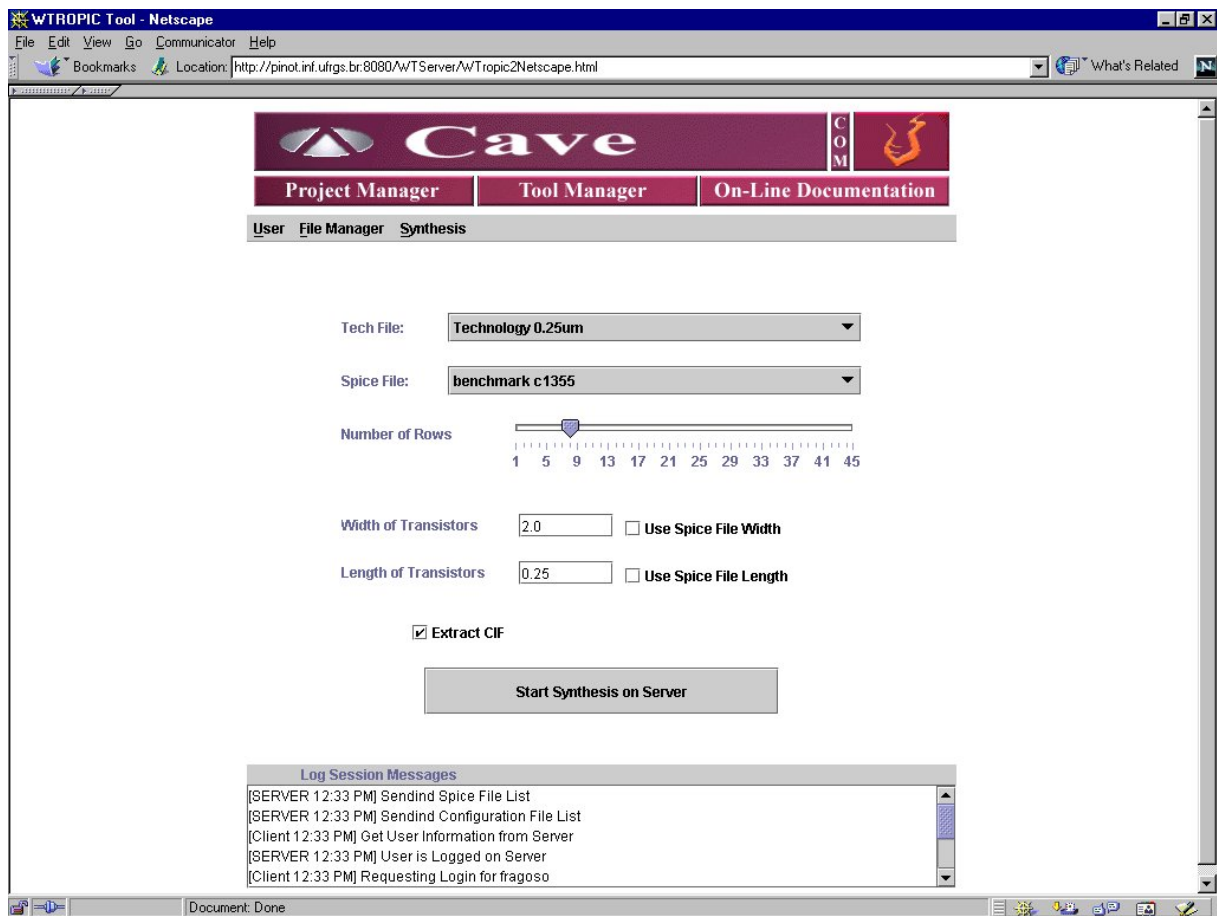 WTROPIC Tool - Netscape
File Edit View Go Communicator Help
Bookmarks Location: http://pinot.inf.ufrgs.br:8080/WTServer/WTropic2Netscape.html What's Related N
Cave COM
Project Manager Tool Manager On-Line Documentation
User File Manager Synthesis
Tech File: Technology 0.25um
Spice File: benchmark c1355
Number of Rows
1 5 9 13 17 21 25 29 33 37 41 45
Width of Transistors 2.0 Use Spice File Width
Length of Transistors 0.25 Use Spice File Length
Extract CIF
Start Synthesis on Server
Log Session Messages
[SERVER 12:33 PM] Sendind Spice File List
[SERVER 12:33 PM] Sendind Configuration File List
[Client 12:33 PM] Get User Information from Server
[SERVER 12:33 PM] User is Logged on Server
[Client 12:33 PM] Requesting Login for fragoso
Document: Done